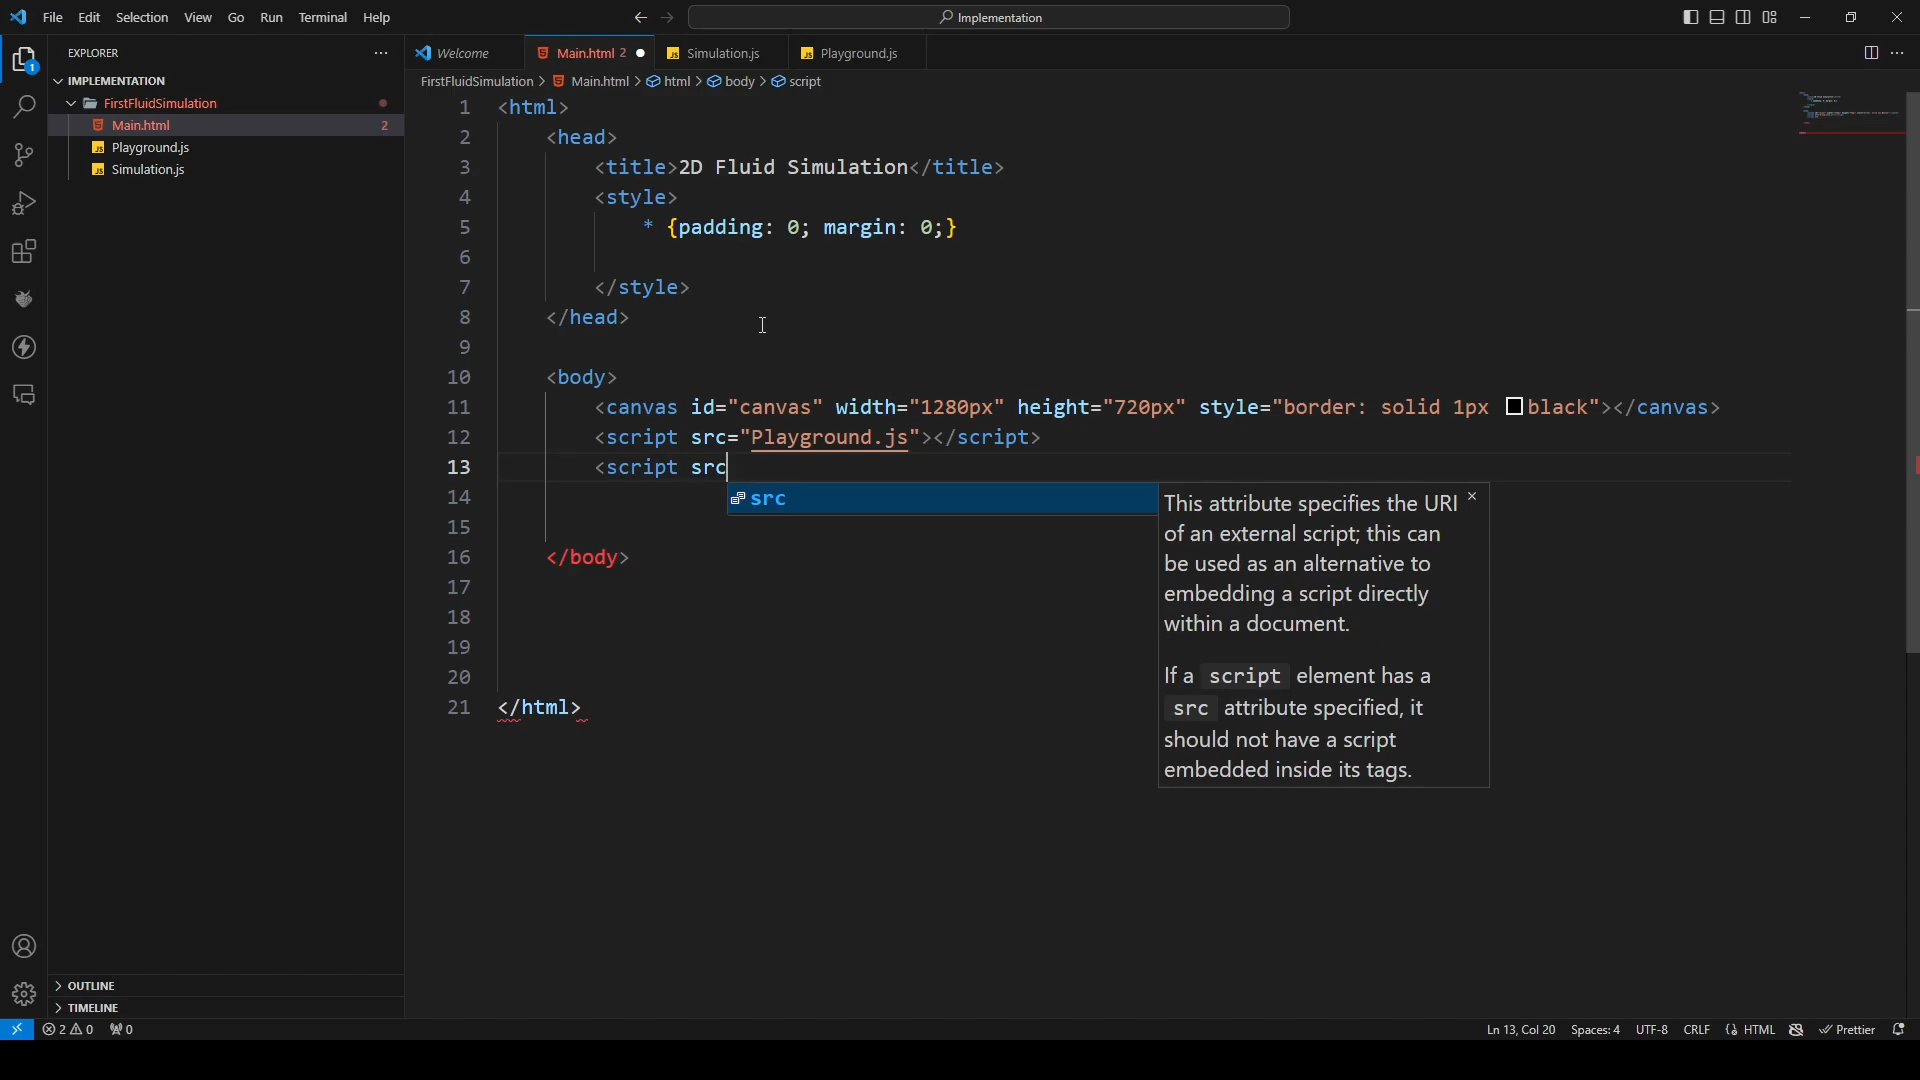 File Edit Selection View Go Run Terminal Help
Implementation
EXPLORER
1
IMPLEMENTATION
FirstFluidSimulation
Main.html 2
Playground.js
Simulation.js
OUTLINE
TIMELINE
Welcome Main.html 2 Simulation.js Playground.js
FirstFluidSimulation > Main.html > html > body > script
1 <html>
2 <head>
3 <title>2D Fluid Simulation</title>
4 <style>
5 * {padding: 0; margin: 0;}
6
7 </style>
8 </head>
9
10 <body>
11 <canvas id="canvas" width="1280px" height="720px" style="border: solid 1px black"></canvas>
12 <script src="Playground.js"></script>
13 <script src
14
15
16 </body>
17
18
19
20
21 </html>
src
This attribute specifies the URI
of an external script; this can
be used as an alternative to
embedding a script directly
within a document.
If a script element has a
src attribute specified, it
should not have a script
embedded inside its tags.
2 0 0
Ln 13, Col 20 Spaces: 4 UTF-8 CRLF HTML Prettier